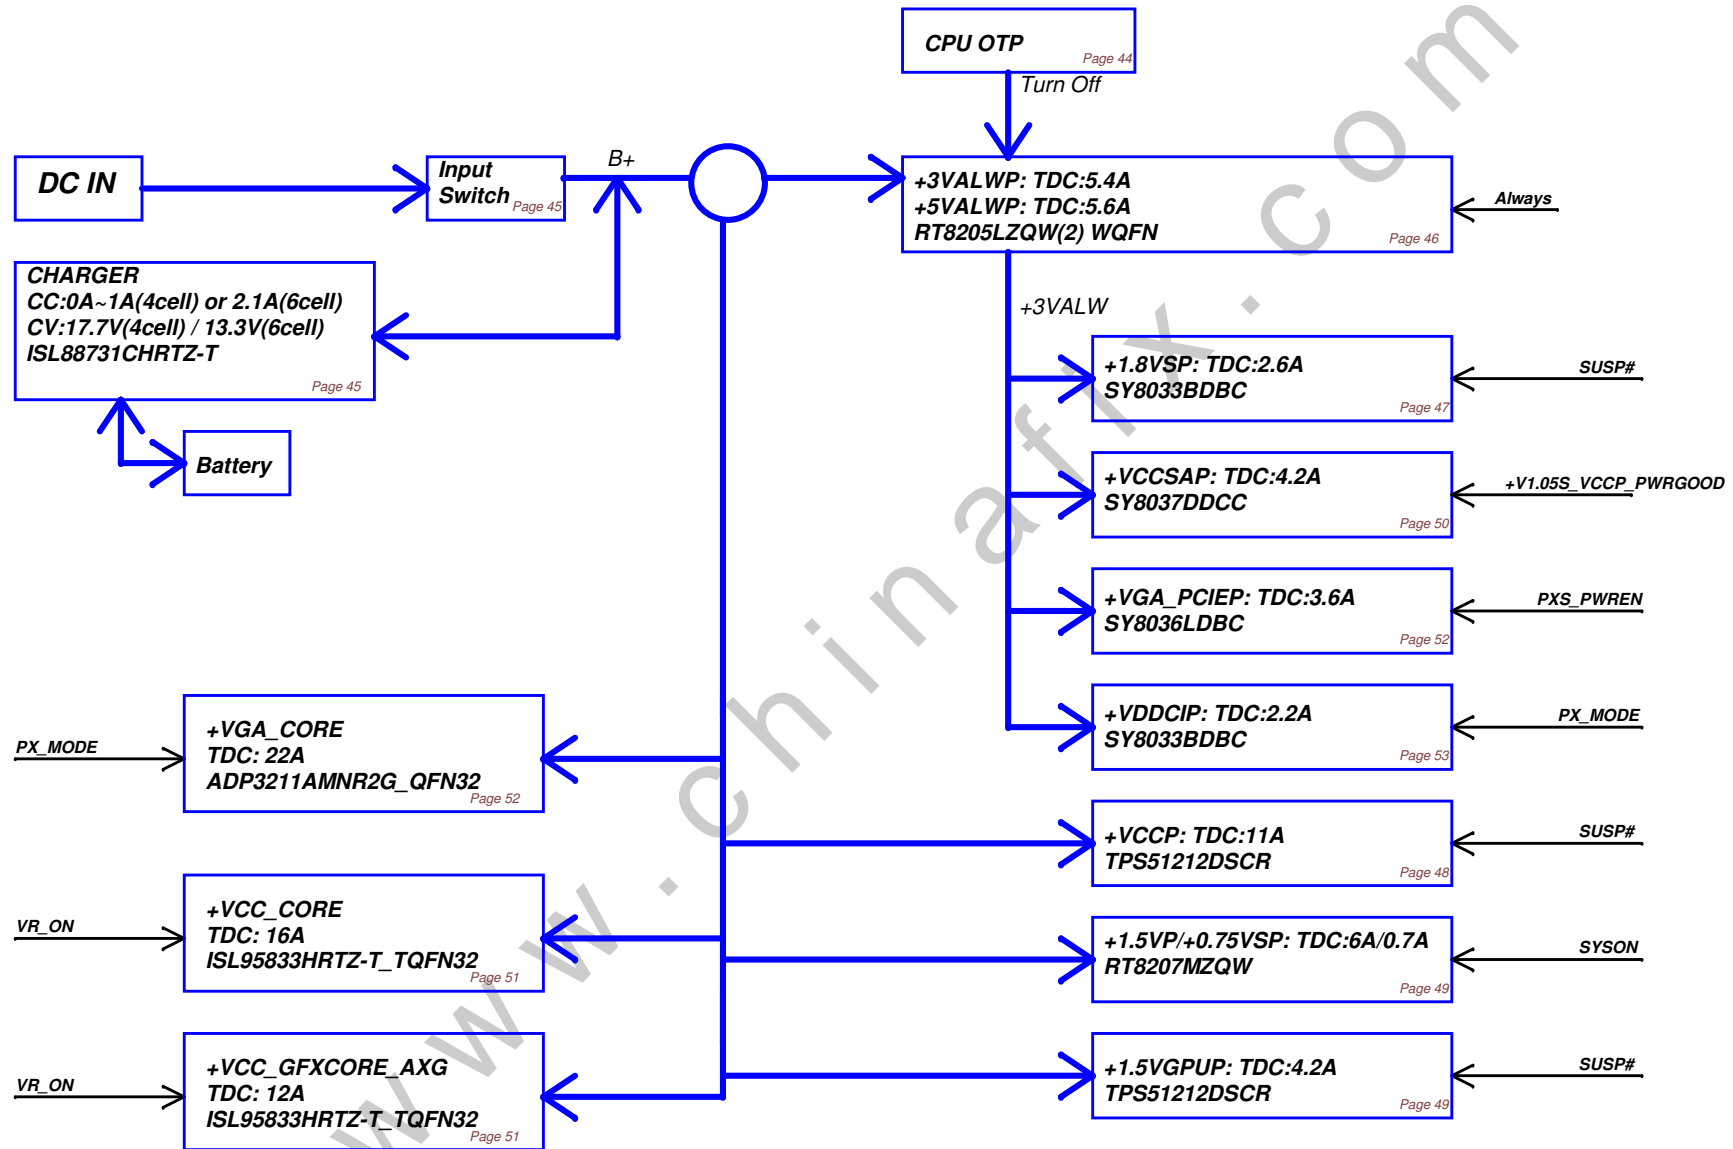 CPU OTP
Page 44
Turn Off
DC IN
Input
Switch
Page 45
B+
+3VALWP: TDC:5.4A
+5VALWP: TDC:5.6A
RT8205LZQW(2) WQFN
Page 46
Always
CHARGER
CC:0A~1A(4cell) or 2.1A(6cell)
CV:17.7V(4cell) / 13.3V(6cell)
ISL88731CHRTZ-T
Page 45
Battery
+3VALW
+1.8VSP: TDC:2.6A
SY8033BDBC
Page 47
SUSP#
+VCCSAP: TDC:4.2A
SY8037DDCC
Page 50
+V1.05S_VCCP_PWRGOOD
+VGA_PCIEP: TDC:3.6A
SY8036LDBC
Page 52
PXS_PWREN
+VDDCIP: TDC:2.2A
SY8033BDBC
Page 53
PX_MODE
PX_MODE
+VGA_CORE
TDC: 22A
ADP3211AMNR2G_QFN32
Page 52
+VCCP: TDC:11A
TPS51212DSCR
Page 48
SUSP#
VR_ON
+VCC_CORE
TDC: 16A
ISL95833HRTZ-T_TQFN32
Page 51
+1.5VP/+0.75VSP: TDC:6A/0.7A
RT8207MZQW
Page 49
SYSON
VR_ON
+VCC_GFXCORE_AXG
TDC: 12A
ISL95833HRTZ-T_TQFN32
Page 51
+1.5VGPUP: TDC:4.2A
TPS51212DSCR
Page 49
SUSP#
www.chinafix.com